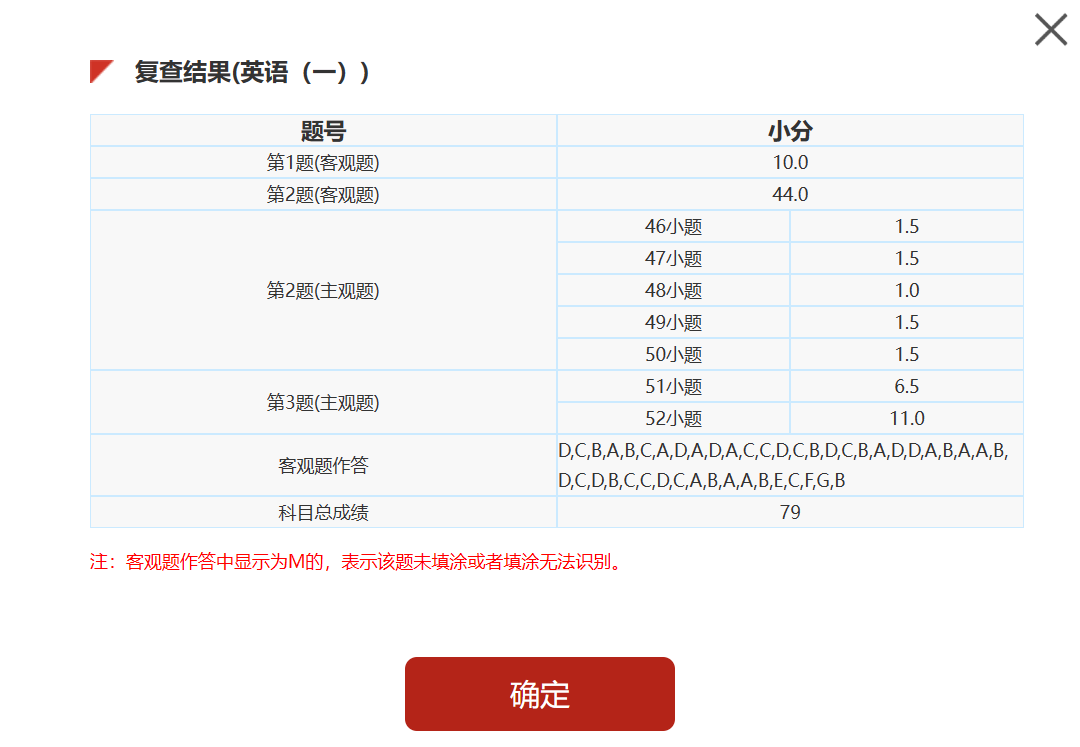 复查结果(英语（一）)
题号 小分
第1题(客观题) 10.0
第2题(客观题) 44.0
第2题(主观题)
46小题 1.5
47小题 1.5
48小题 1.0
49小题 1.5
50小题 1.5
第3题(主观题)
51小题 6.5
52小题 11.0
客观题作答
D,C,B,A,B,C,A,D,A,D,A,C,C,D,C,B,D,C,B,A,D,D,A,B,A,A,B,
D,C,D,B,C,C,D,C,A,B,A,A,B,E,C,F,G,B
科目总成绩 79
注：客观题作答中显示为M的，表示该题未填涂或者填涂无法识别。
确定